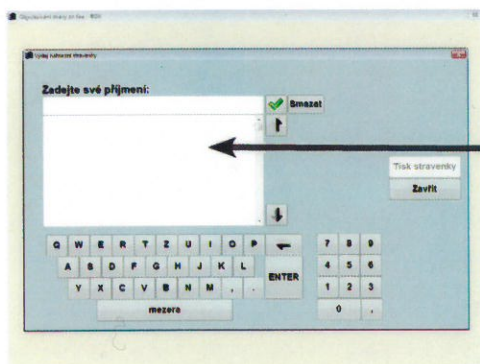 Zadejte své příjmení:
Smazat
Tisk stravenky
Zavřít
Q W E R T Z U I O P
7 8 9
A S D F G H J K L
ENTER
4 5 6
Y X C V B N M , .
1 2 3
mezera
0 ,